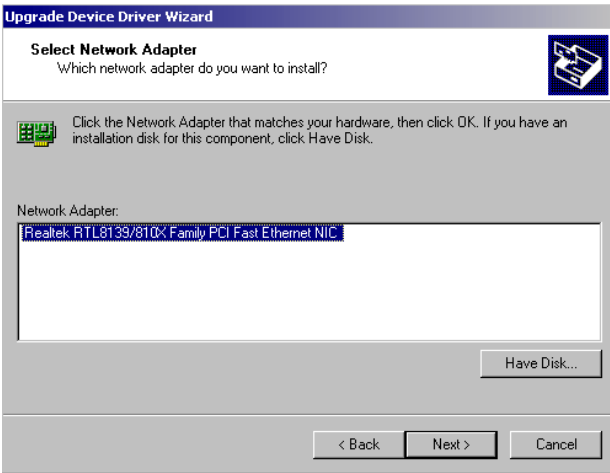 Upgrade Device Driver Wizard
Select Network Adapter
Which network adapter do you want to install?
Click the Network Adapter that matches your hardware, then click OK. If you have an
installation disk for this component, click Have Disk.
Network Adapter:
Realtek RTL8139/810X Family PCI Fast Ethernet NIC
Have Disk...
< Back Next > Cancel